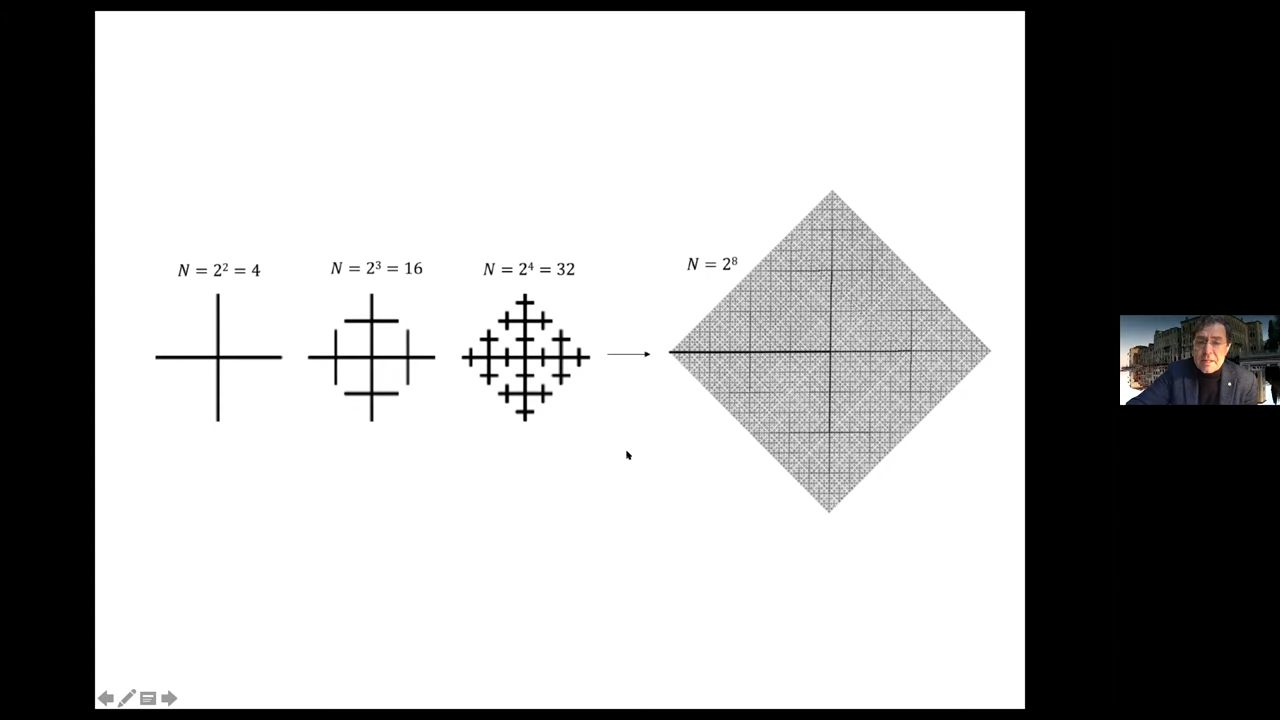 N = 2² = 4
N = 2³ = 16
N = 2⁴ = 32
N = 2⁸